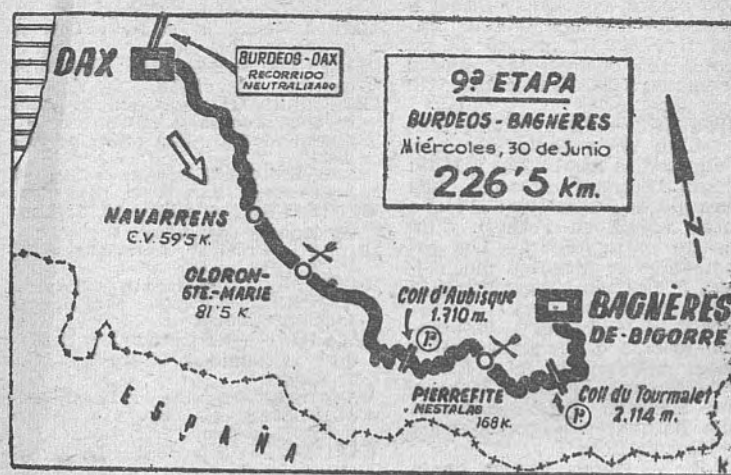 DAX
BURDEOS-DAX
RECORRIDO
NEUTRALIZADO
9ª ETAPA
BURDEOS-BAGNÈRES
Miércoles, 30 de Junio
226'5 Km.
N
NAVARRENS
C.V. 59'5 K.
OLORON-
STE.-MARIE
81'5 K.
Coll d'Aubisque
1.710 m.
1ª
BAGNÈRES
DE-BIGORRE
PIERREFITE
NESTALAS
168 K.
Coll du Tourmalet
2.114 m.
1ª
ESPAÑA